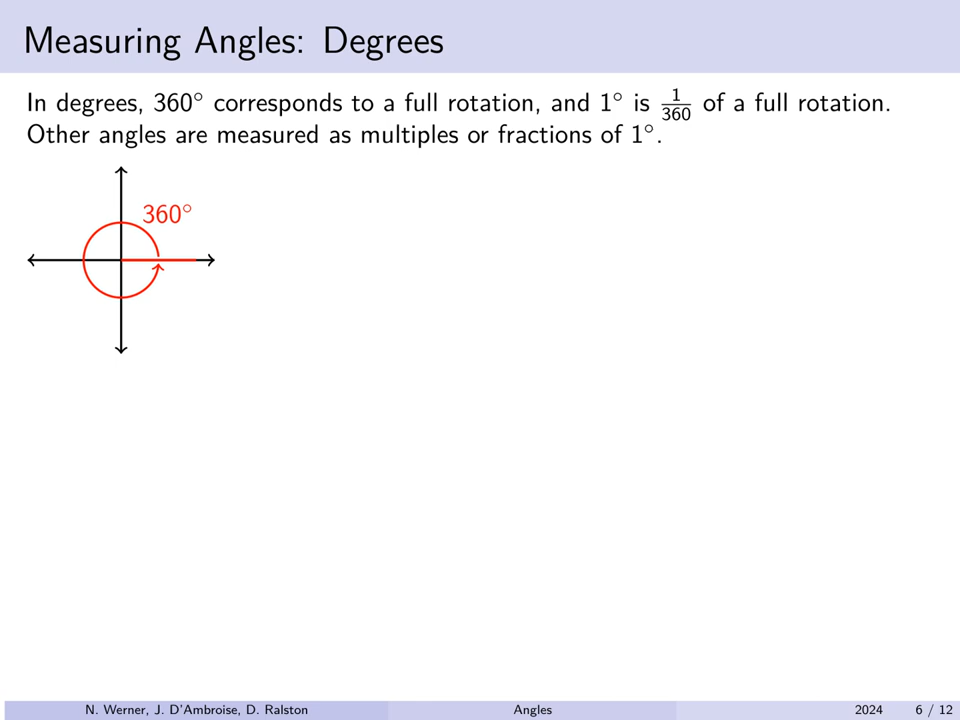 Measuring Angles: Degrees
In degrees, 360° corresponds to a full rotation, and 1° is 1/360 of a full rotation.
Other angles are measured as multiples or fractions of 1°.
360°
N. Werner, J. D'Ambroise, D. Ralston Angles 2024 6 / 12